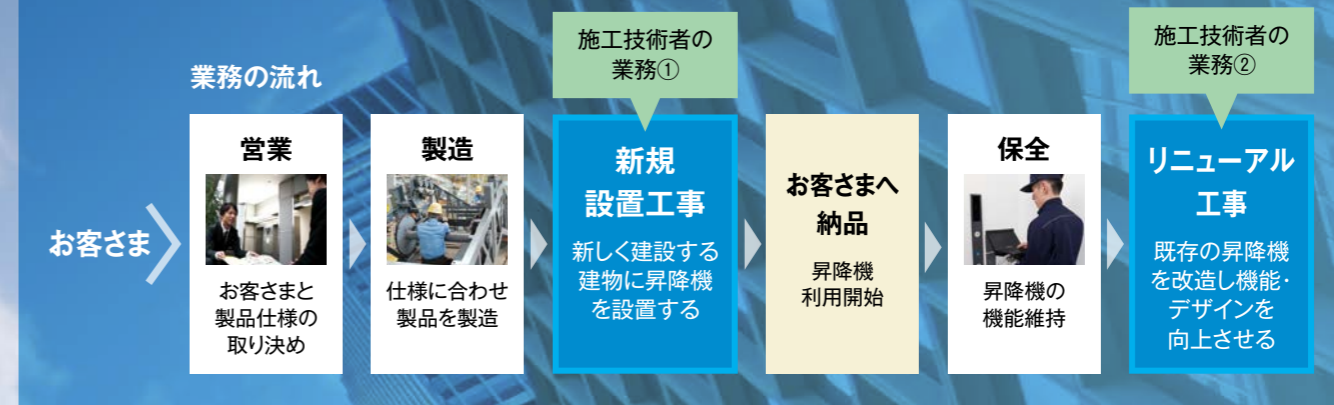 業務の流れ
お客さま
営業
お客さまと
製品仕様の
取り決め
製造
仕様に合わせ
製品を製造
施工技術者の
業務①
新規
設置工事
新しく建設する
建物に昇降機
を設置する
お客さまへ
納品
昇降機
利用開始
保全
昇降機の
機能維持
施工技術者の
業務②
リニューアル
工事
既存の昇降機
を改造し機能・
デザインを
向上させる